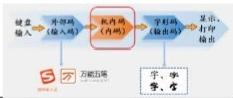 键盘
输入
外部码
(输入码)
机内码
(内码)
字形码
(输出码)
显示、
打印
输出
万能五笔
字、字
字、字